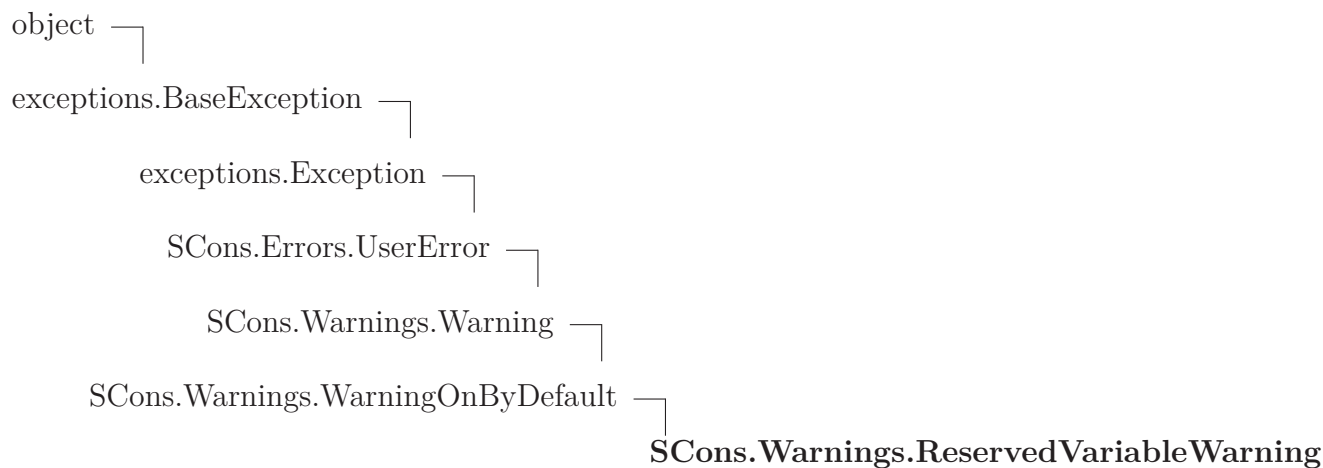 object
exceptions.BaseException
exceptions.Exception
SCons.Errors.UserError
SCons.Warnings.Warning
SCons.Warnings.WarningOnByDefault
SCons.Warnings.ReservedVariableWarning